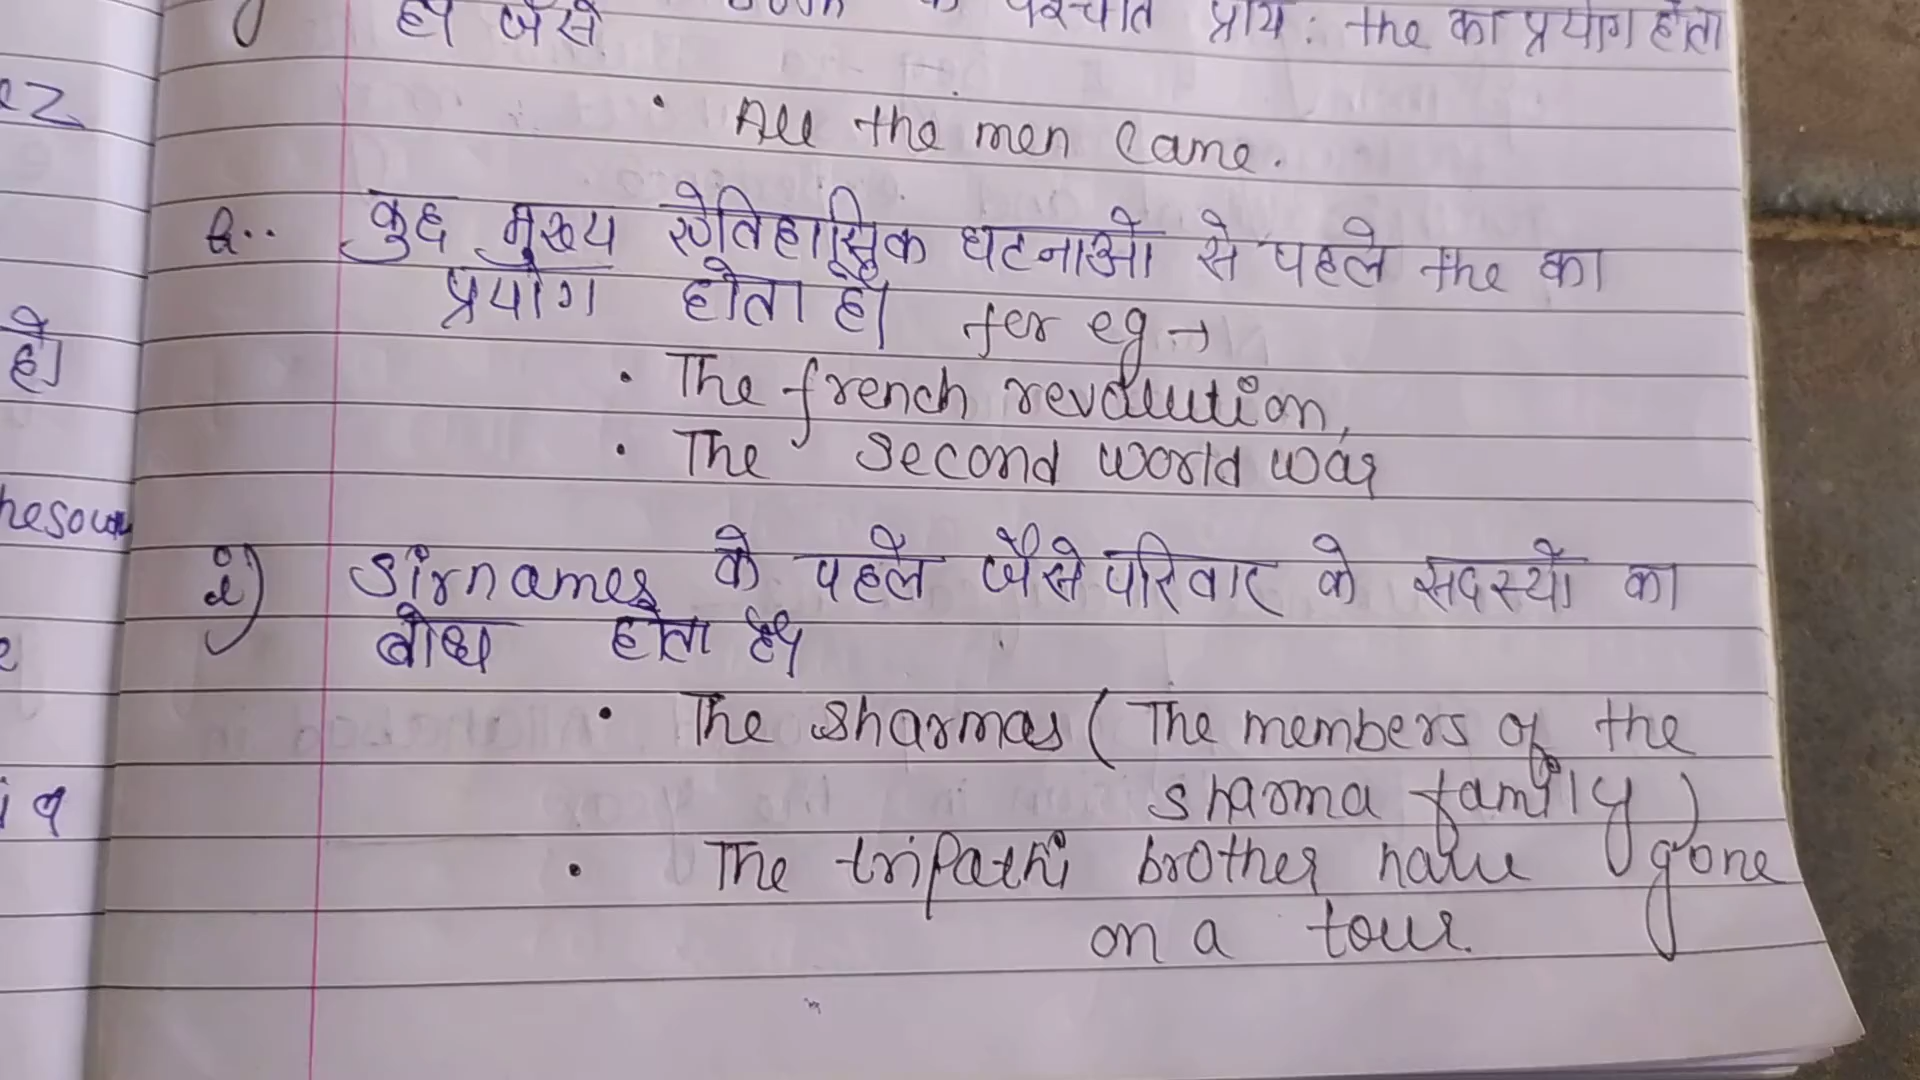 पश्चात प्राय: the का प्रयोग होता
है। जैसे
• All the men came.
कुछ मुख्य ऐतिहासिक घटनाओ से पहले the का
प्रयोग होता है। for eg →
• The french revolution,
• The second world war
i) Sirnames के पहले जैसे परिवार के सदस्यों का
बोध होता है।
• The Sharmas ( The members of the
sharma family )
• The tripathi brother have gone
on a tour.